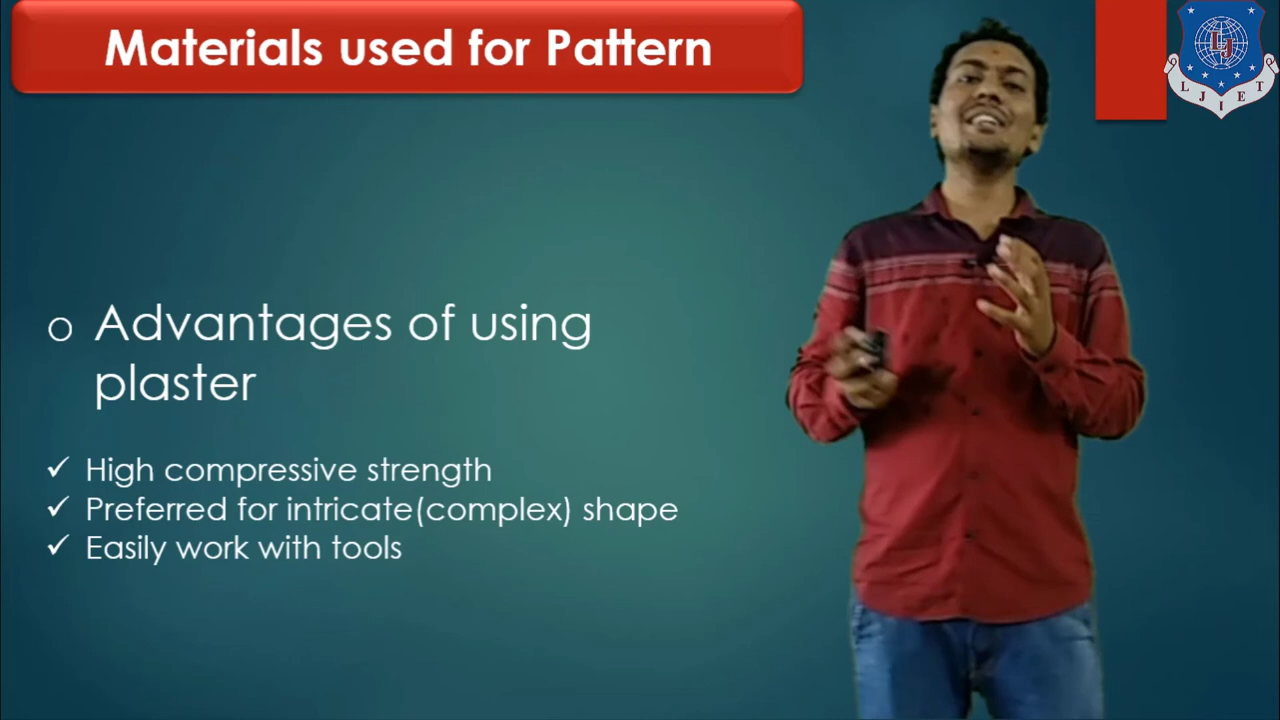 Materials used for Pattern
LJ
L J I E T
o Advantages of using
plaster
✓ High compressive strength
✓ Preferred for intricate(complex) shape
✓ Easily work with tools